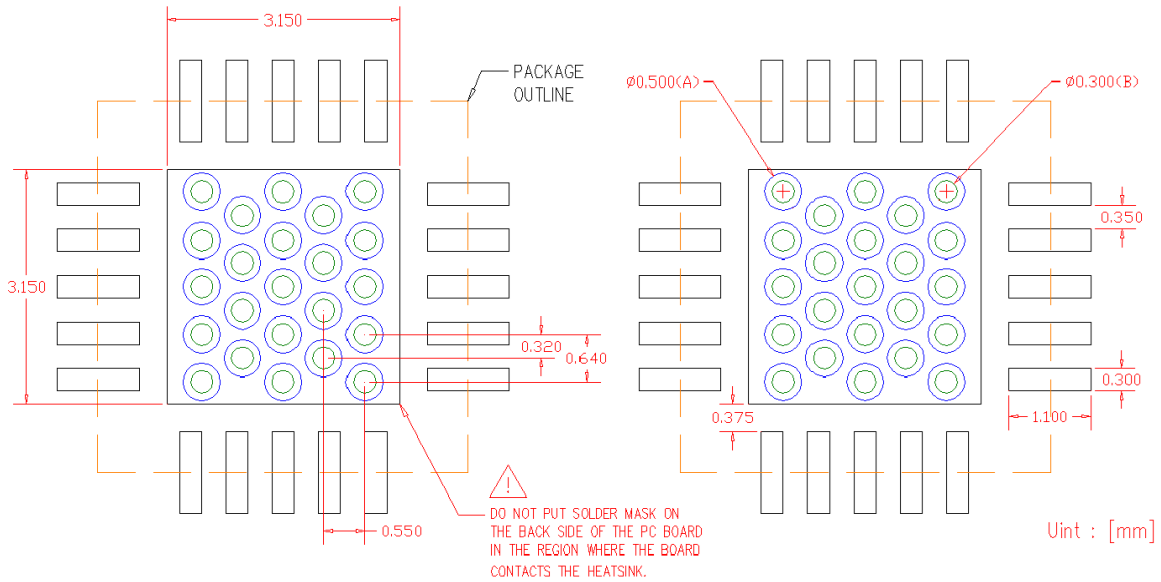 3.150
PACKAGE
OUTLINE
Ø0.500(A)
Ø0.300(B)
0.350
3.150
0.320
0.640
0.300
0.375
1.100
!
0.550
DO NOT PUT SOLDER MASK ON
THE BACK SIDE OF THE PC BOARD
IN THE REGION WHERE THE BOARD
CONTACTS THE HEATSINK.
Uint : [mm]